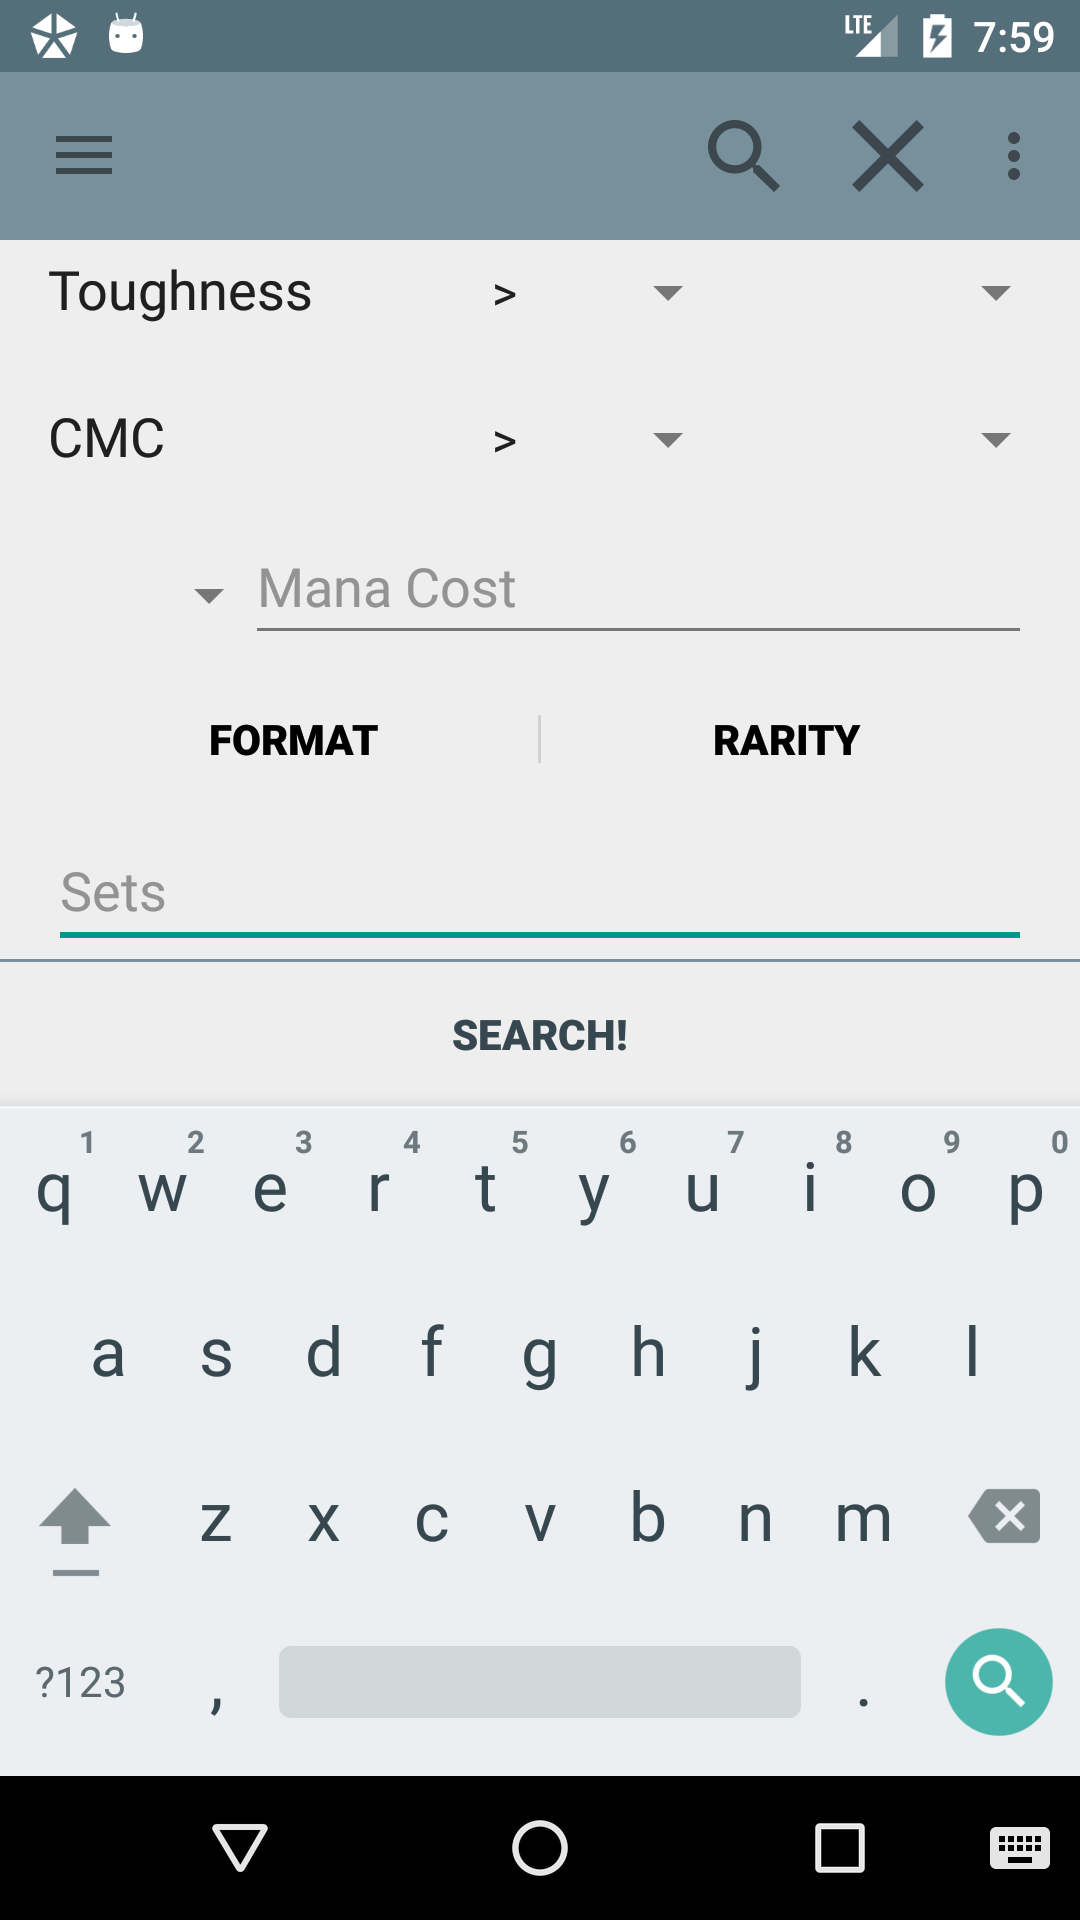 LTE 7:59
Toughness >
CMC >
Mana Cost
FORMAT RARITY
Sets
SEARCH!
1 2 3 4 5 6 7 8 9 0
q w e r t y u i o p
a s d f g h j k l
z x c v b n m
?123 , .